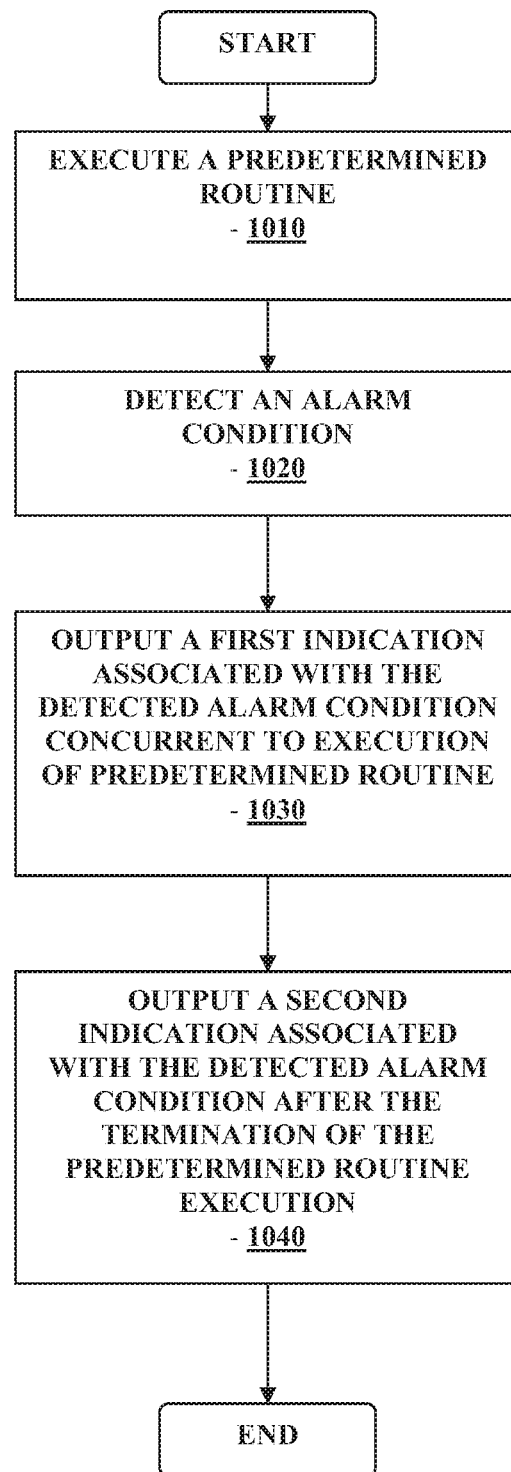 START
EXECUTE A PREDETERMINED
ROUTINE
- 1010
DETECT AN ALARM
CONDITION
- 1020
OUTPUT A FIRST INDICATION
ASSOCIATED WITH THE
DETECTED ALARM CONDITION
CONCURRENT TO EXECUTION
OF PREDETERMINED ROUTINE
- 1030
OUTPUT A SECOND
INDICATION ASSOCIATED
WITH THE DETECTED ALARM
CONDITION AFTER THE
TERMINATION OF THE
PREDETERMINED ROUTINE
EXECUTION
- 1040
END